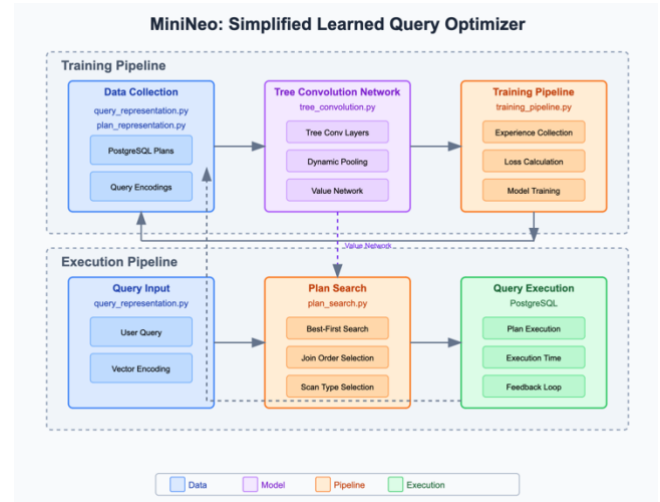 MiniNeo: Simplified Learned Query Optimizer
Training Pipeline
Data Collection
query_representation.py
plan_representation.py
PostgreSQL Plans
Query Encodings
Tree Convolution Network
tree_convolution.py
Tree Conv Layers
Dynamic Pooling
Value Network
Training Pipeline
training_pipeline.py
Experience Collection
Loss Calculation
Model Training
Value Network
Execution Pipeline
Query Input
query_representation.py
User Query
Vector Encoding
Plan Search
plan_search.py
Best-First Search
Join Order Selection
Scan Type Selection
Query Execution
PostgreSQL
Plan Execution
Execution Time
Feedback Loop
Data
Model
Pipeline
Execution